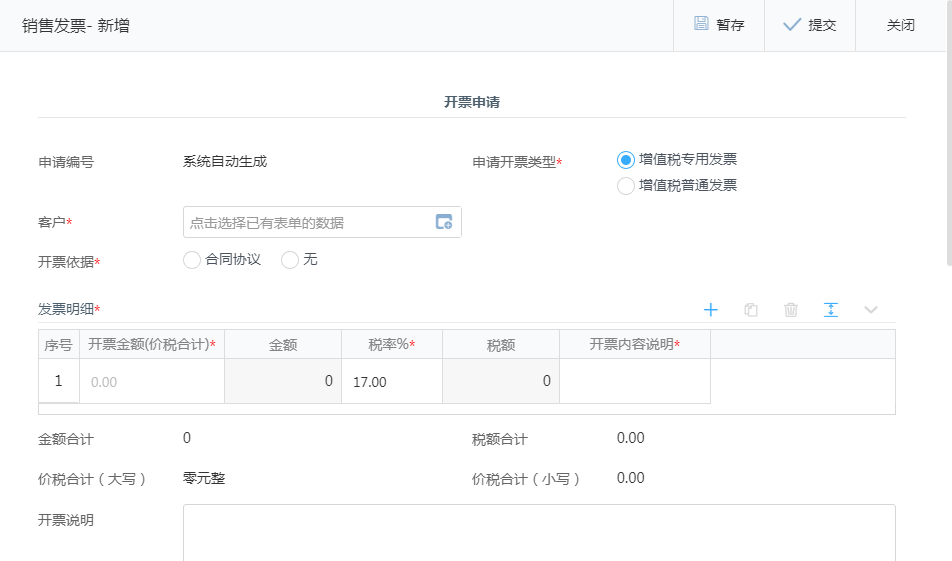 销售发票- 新增 暂存 提交 关闭
开票申请
申请编号 系统自动生成 申请开票类型* 增值税专用发票
增值税普通发票
客户* 点击选择已有表单的数据
开票依据* 合同协议 无
发票明细*
序号 开票金额(价税合计)* 金额 税率%* 税额 开票内容说明*
1 0.00 0 17.00 0
金额合计 0 税额合计 0.00
价税合计（大写） 零元整 价税合计（小写） 0.00
开票说明